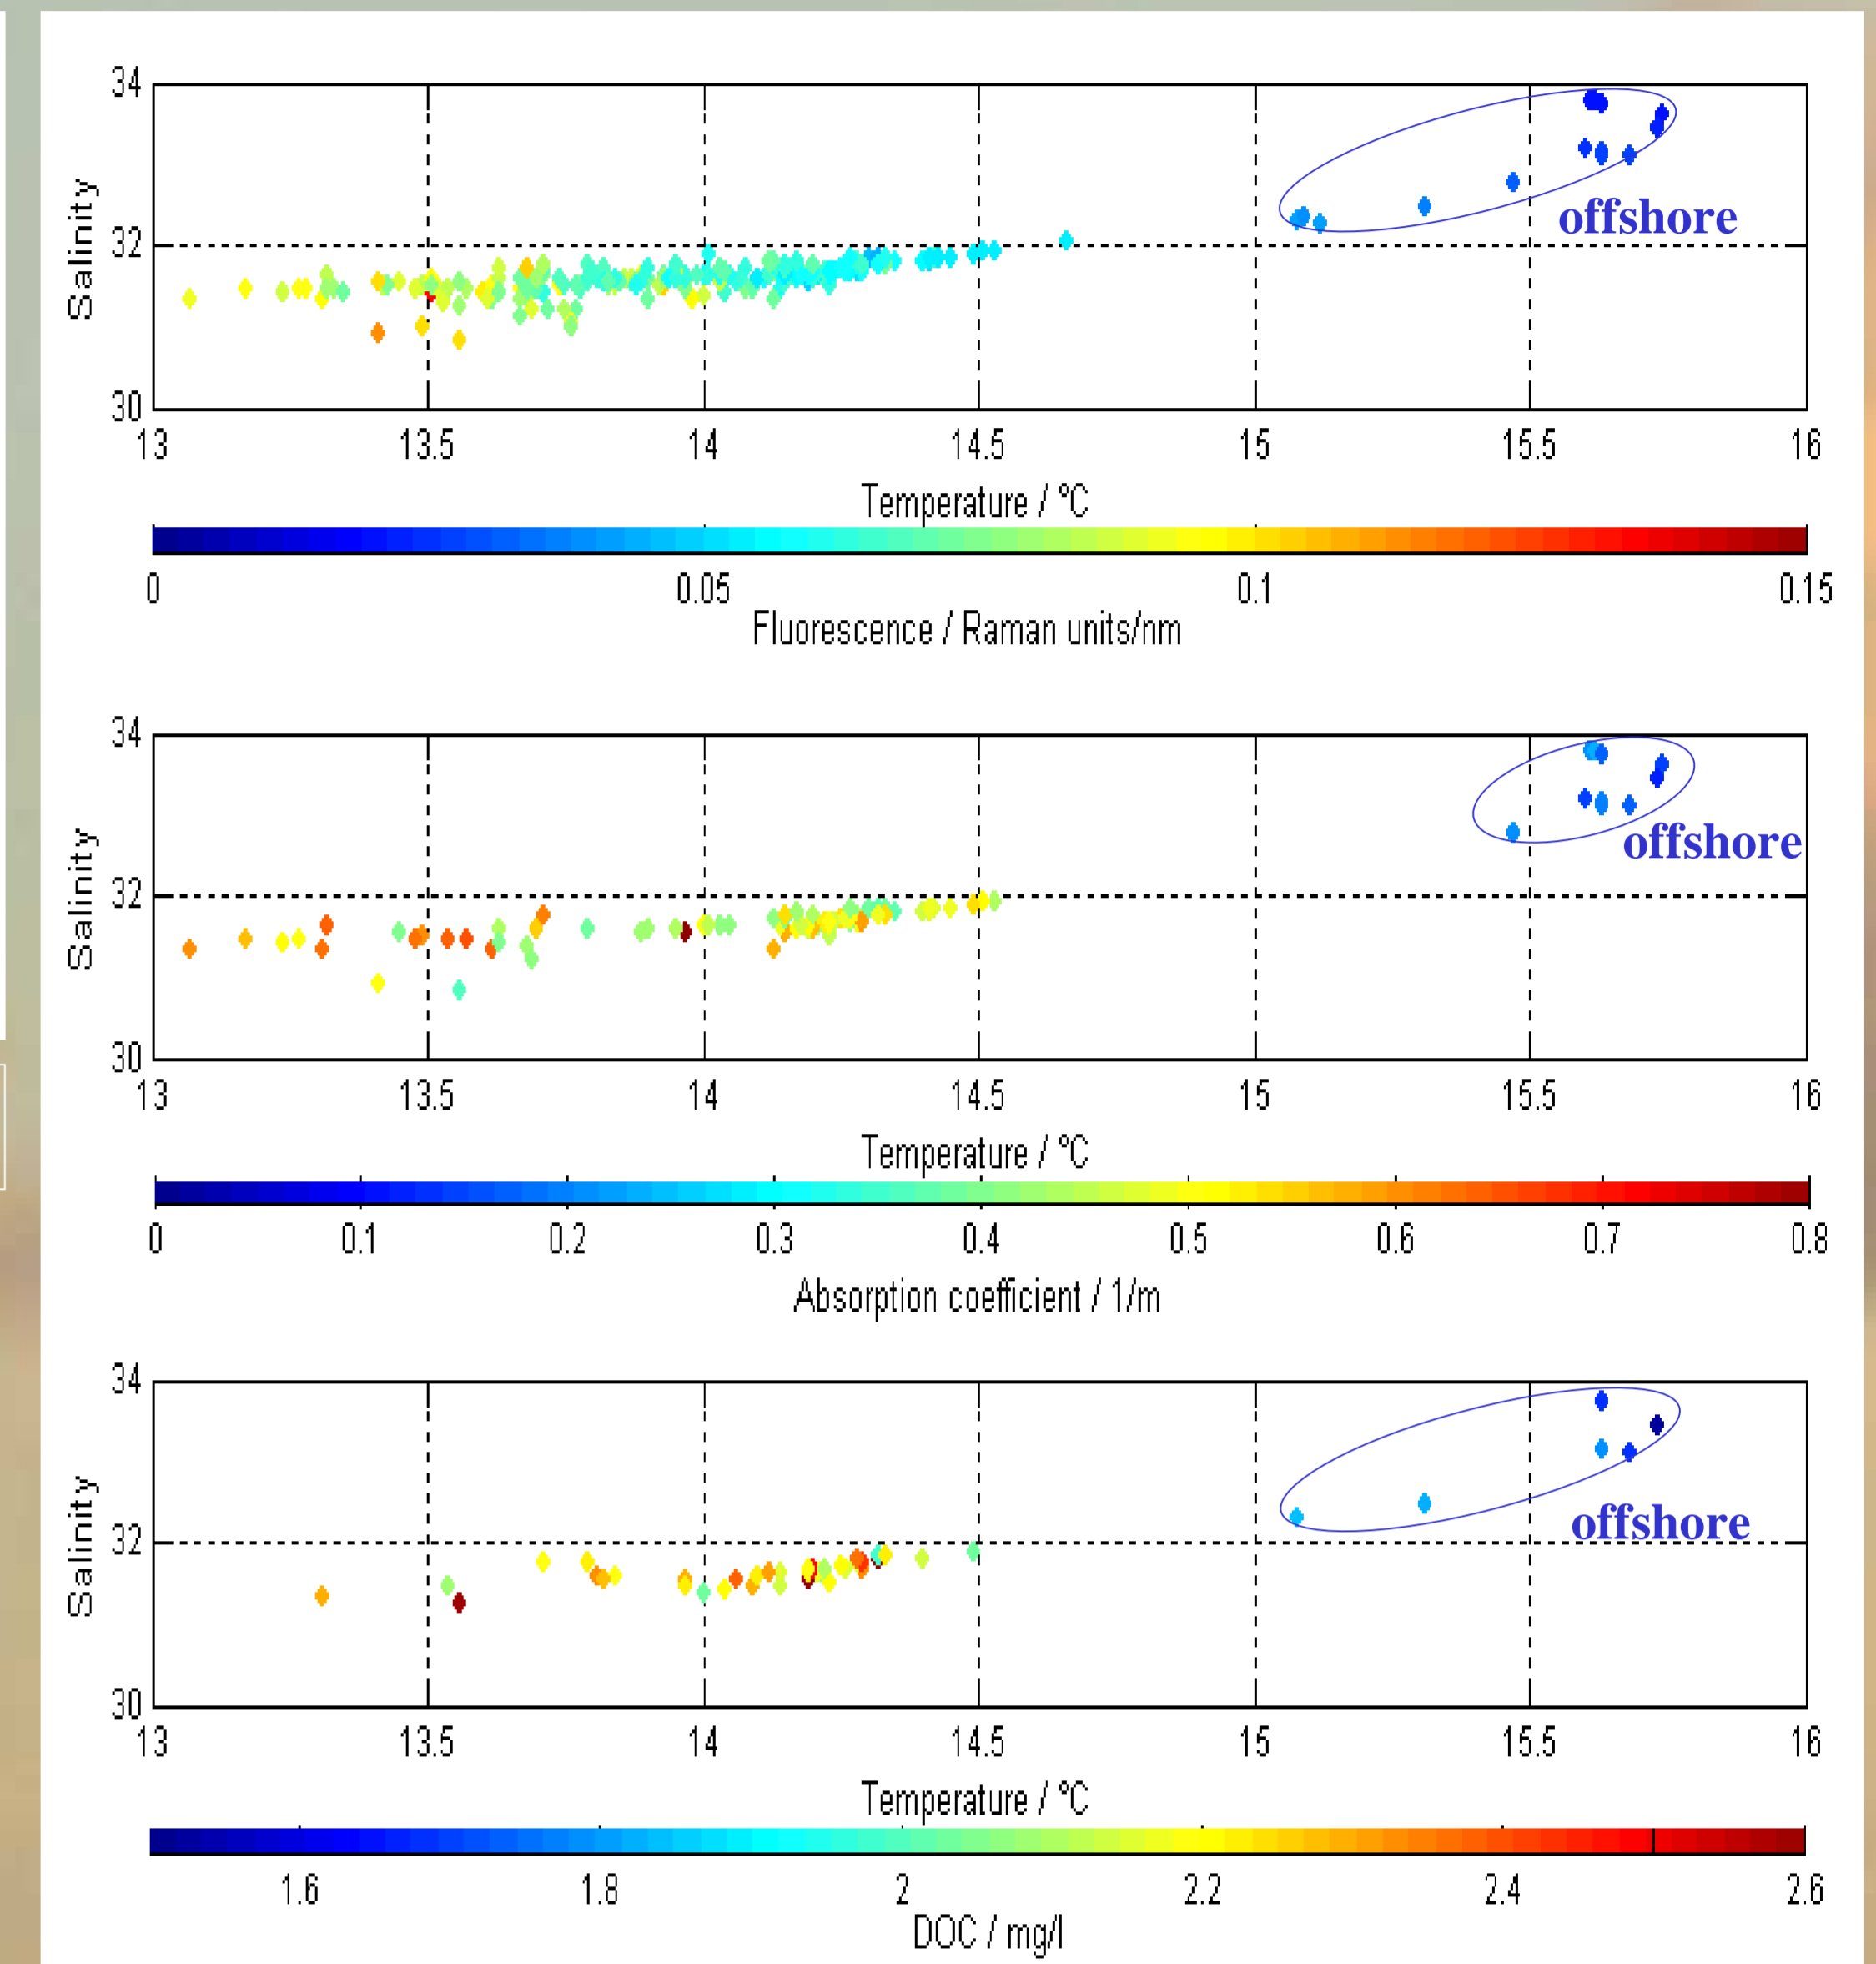 34
Salinity
32
30
offshore
13 13.5 14 14.5 15 15.5 16
Temperature / °C
0 0.05 0.1 0.15
Fluorescence / Raman units/nm
34
Salinity
32
30
offshore
13 13.5 14 14.5 15 15.5 16
Temperature / °C
0 0.1 0.2 0.3 0.4 0.5 0.6 0.7 0.8
Absorption coefficient / 1/m
34
Salinity
32
30
offshore
13 13.5 14 14.5 15 15.5 16
Temperature / °C
1.6 1.8 2 2.2 2.4 2.6
DOC / mg/l